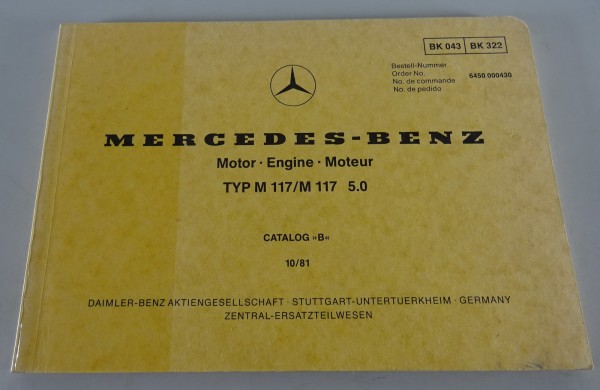 BK 043 BK 322
Bestell-Nummer
Order No.
No. de commande
No. de pedido
6450 000430
MERCEDES-BENZ
Motor · Engine · Moteur
TYP M 117/M 117 5.0
CATALOG »B«
10/81
DAIMLER-BENZ AKTIENGESELLSCHAFT · STUTTGART-UNTERTUERKHEIM · GERMANY
ZENTRAL-ERSATZTEILWESEN